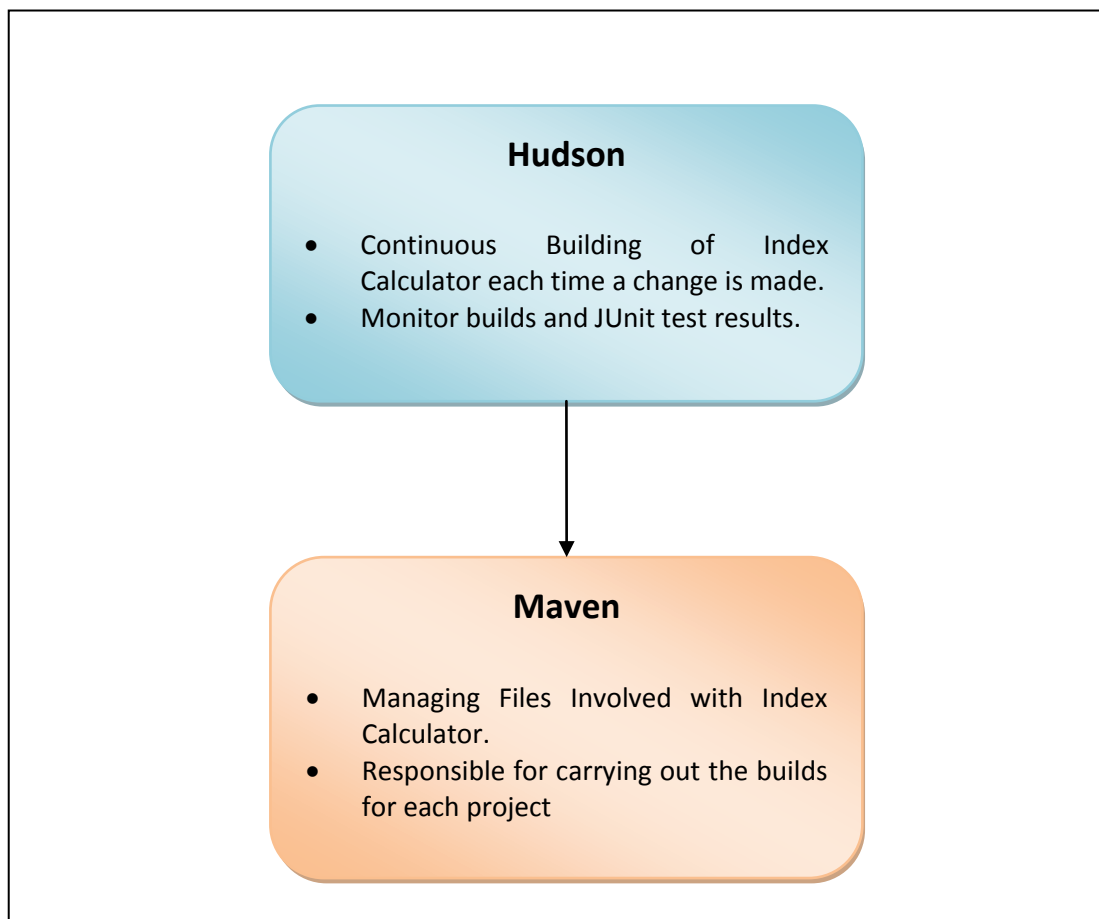 Hudson
• Continuous Building of Index
Calculator each time a change is made.
• Monitor builds and JUnit test results.
Maven
• Managing Files Involved with Index
Calculator.
• Responsible for carrying out the builds
for each project